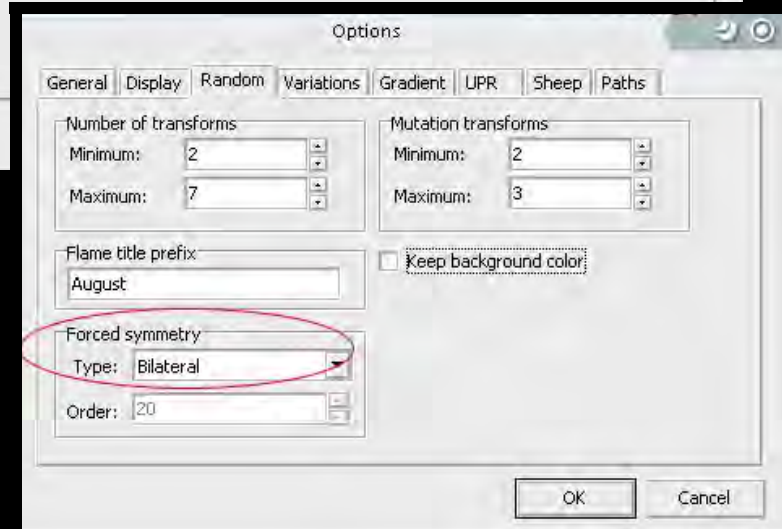 Options
General Display Random Variations Gradient UPR Sheep Paths
Number of transforms
Minimum: 2
Maximum: 7
Mutation transforms
Minimum: 2
Maximum: 3
Flame title prefix
August
Keep background color
Forced symmetry
Type: Bilateral
Order: 20
OK Cancel